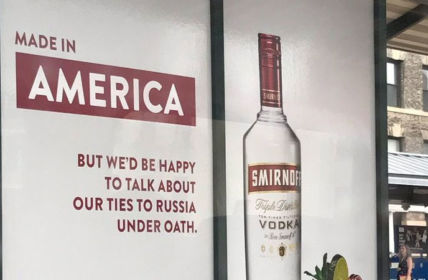 MADE IN
AMERICA
BUT WE'D BE HAPPY
TO TALK ABOUT
OUR TIES TO RUSSIA
UNDER OATH.
SMIRNOFF
Triple Distilled
VODKA